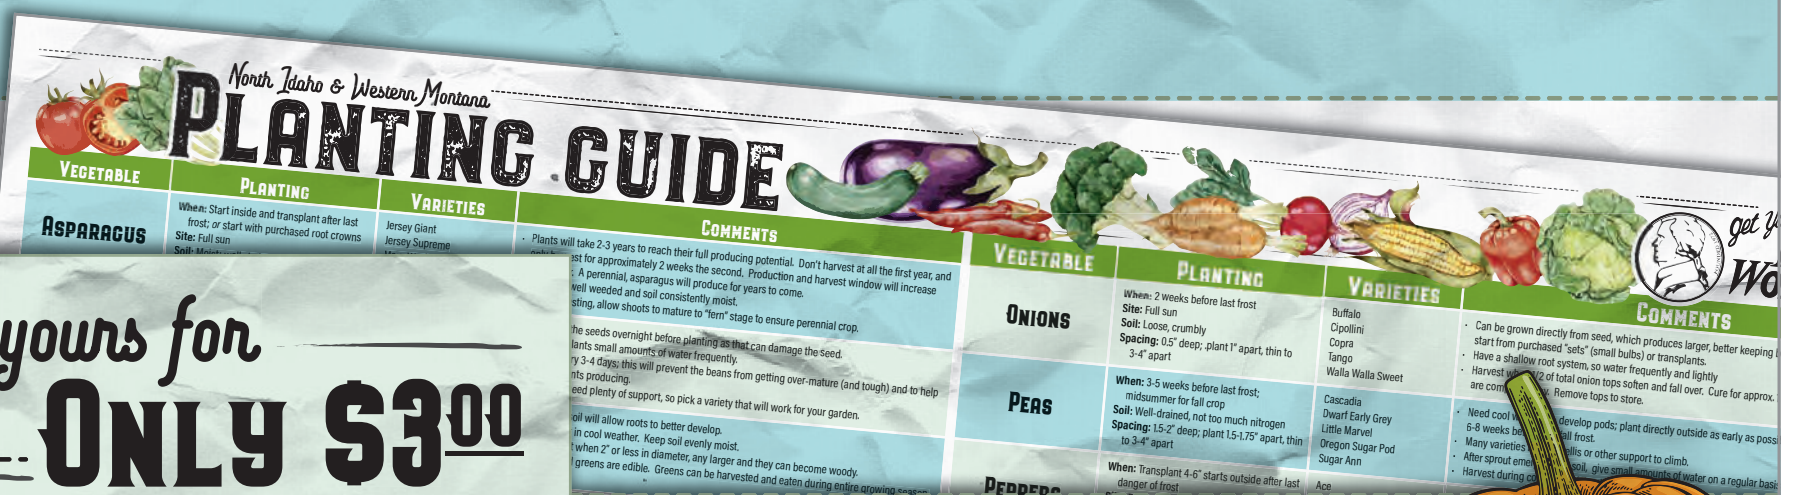 North Idaho & Western Montana
PLANTING GUIDE
VEGETABLE
PLANTING
VARIETIES
COMMENTS
ASPARAGUS
When: Start inside and transplant after last
frost; or start with purchased root crowns
Site: Full sun
Soil:
Jersey Giant
Jersey Supreme
· Plants will take 2-3 years to reach their full producing potential. Don't harvest at all the first year, and
for approximately 2 weeks the second. Production and harvest window will increase
A perennial, asparagus will produce for years to come.
well weeded and soil consistently moist.
allow shoots to mature to "fern" stage to ensure perennial crop.
the seeds overnight before planting as that can damage the seed.
small amounts of water frequently.
3-4 days; this will prevent the beans from getting over-mature (and tough) and to help
producing.
plenty of support, so pick a variety that will work for your garden.
will allow roots to better develop.
in cool weather. Keep soil evenly moist.
when 2" or less in diameter, any larger and they can become woody.
greens are edible. Greens can be harvested and eaten during entire growing season
VEGETABLE
PLANTING
VARIETIES
COMMENTS
ONIONS
When: 2 weeks before last frost
Site: Full sun
Soil: Loose, crumbly
Spacing: 0.5" deep; .plant 1" apart, thin to
3-4" apart
Buffalo
Cipollini
Copra
Tango
Walla Walla Sweet
· Can be grown directly from seed, which produces larger, better keeping
start from purchased "sets" (small bulbs) or transplants.
· Have a shallow root system, so water frequently and lightly
· Harvest 1/2 of total onion tops soften and fall over. Cure for approx.
are Remove tops to store.
PEAS
When: 3-5 weeks before last frost;
midsummer for fall crop
Soil: Well-drained, not too much nitrogen
Spacing: 1.5-2" deep; plant 1.5-1.75" apart, thin
to 3-4" apart
Cascadia
Dwarf Early Grey
Little Marvel
Oregon Sugar Pod
Sugar Ann
· Need cool develop pods; plant directly outside as early as
6-8 weeks fall frost.
· Many varieties or other support to climb.
· After sprout soil, give small amounts of water on a regular
· Harvest during
PEPPERS
When: Transplant 4-6" starts outside after last
danger of frost
Ace
get
yours for
ONLY $3.00